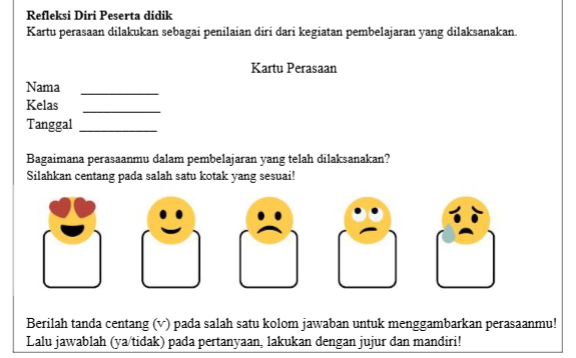 Refleksi Diri Peserta didik
Kartu perasaan dilakukan sebagai penilaian diri dari kegiatan pembelajaran yang dilaksanakan.
Kartu Perasaan
Nama ___________
Kelas ___________
Tanggal ___________
Bagaimana perasaanmu dalam pembelajaran yang telah dilaksanakan?
Silahkan centang pada salah satu kotak yang sesuai!
Berilah tanda centang (v) pada salah satu kolom jawaban untuk menggambarkan perasaanmu!
Lalu jawablah (ya/tidak) pada pertanyaan, lakukan dengan jujur dan mandiri!